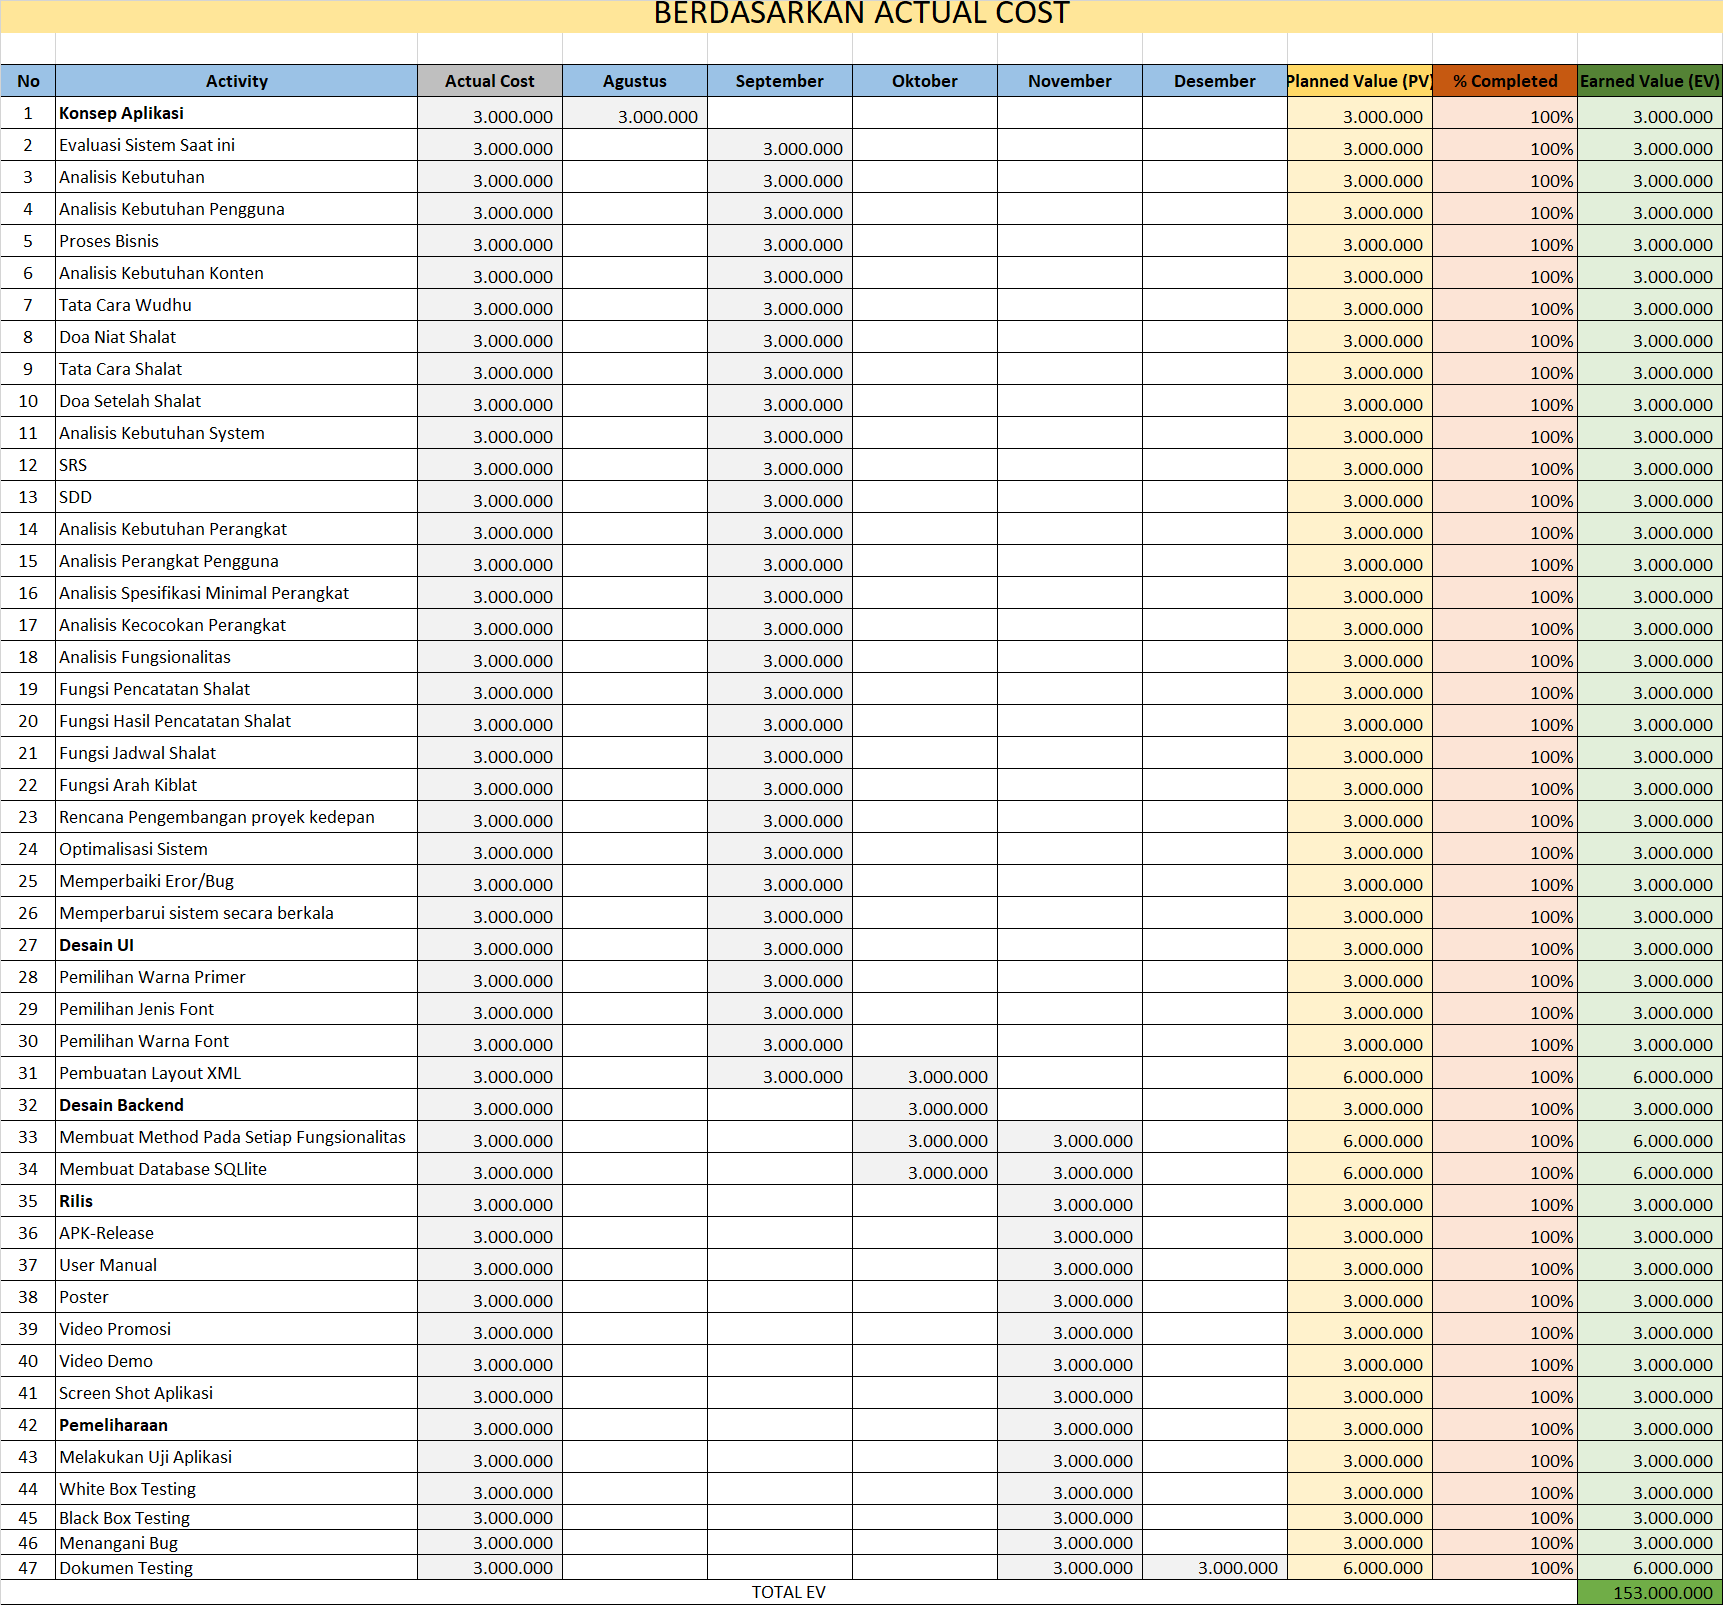 BERDASARKAN ACTUAL COST
No Activity Actual Cost Agustus September Oktober November Desember Planned Value (PV) % Completed Earned Value (EV)
1 Konsep Aplikasi 3.000.000 3.000.000 3.000.000 100% 3.000.000
2 Evaluasi Sistem Saat ini 3.000.000 3.000.000 3.000.000 100% 3.000.000
3 Analisis Kebutuhan 3.000.000 3.000.000 3.000.000 100% 3.000.000
4 Analisis Kebutuhan Pengguna 3.000.000 3.000.000 3.000.000 100% 3.000.000
5 Proses Bisnis 3.000.000 3.000.000 3.000.000 100% 3.000.000
6 Analisis Kebutuhan Konten 3.000.000 3.000.000 3.000.000 100% 3.000.000
7 Tata Cara Wudhu 3.000.000 3.000.000 3.000.000 100% 3.000.000
8 Doa Niat Shalat 3.000.000 3.000.000 3.000.000 100% 3.000.000
9 Tata Cara Shalat 3.000.000 3.000.000 3.000.000 100% 3.000.000
10 Doa Setelah Shalat 3.000.000 3.000.000 3.000.000 100% 3.000.000
11 Analisis Kebutuhan System 3.000.000 3.000.000 3.000.000 100% 3.000.000
12 SRS 3.000.000 3.000.000 3.000.000 100% 3.000.000
13 SDD 3.000.000 3.000.000 3.000.000 100% 3.000.000
14 Analisis Kebutuhan Perangkat 3.000.000 3.000.000 3.000.000 100% 3.000.000
15 Analisis Perangkat Pengguna 3.000.000 3.000.000 3.000.000 100% 3.000.000
16 Analisis Spesifikasi Minimal Perangkat 3.000.000 3.000.000 3.000.000 100% 3.000.000
17 Analisis Kecocokan Perangkat 3.000.000 3.000.000 3.000.000 100% 3.000.000
18 Analisis Fungsionalitas 3.000.000 3.000.000 3.000.000 100% 3.000.000
19 Fungsi Pencatatan Shalat 3.000.000 3.000.000 3.000.000 100% 3.000.000
20 Fungsi Hasil Pencatatan Shalat 3.000.000 3.000.000 3.000.000 100% 3.000.000
21 Fungsi Jadwal Shalat 3.000.000 3.000.000 3.000.000 100% 3.000.000
22 Fungsi Arah Kiblat 3.000.000 3.000.000 3.000.000 100% 3.000.000
23 Rencana Pengembangan proyek kedepan 3.000.000 3.000.000 3.000.000 100% 3.000.000
24 Optimalisasi Sistem 3.000.000 3.000.000 3.000.000 100% 3.000.000
25 Memperbaiki Eror/Bug 3.000.000 3.000.000 3.000.000 100% 3.000.000
26 Memperbarui sistem secara berkala 3.000.000 3.000.000 3.000.000 100% 3.000.000
27 Desain UI 3.000.000 3.000.000 3.000.000 100% 3.000.000
28 Pemilihan Warna Primer 3.000.000 3.000.000 3.000.000 100% 3.000.000
29 Pemilihan Jenis Font 3.000.000 3.000.000 3.000.000 100% 3.000.000
30 Pemilihan Warna Font 3.000.000 3.000.000 3.000.000 100% 3.000.000
31 Pembuatan Layout XML 3.000.000 3.000.000 3.000.000 6.000.000 100% 6.000.000
32 Desain Backend 3.000.000 3.000.000 3.000.000 100% 3.000.000
33 Membuat Method Pada Setiap Fungsionalitas 3.000.000 3.000.000 3.000.000 6.000.000 100% 6.000.000
34 Membuat Database SQLlite 3.000.000 3.000.000 3.000.000 6.000.000 100% 6.000.000
35 Rilis 3.000.000 3.000.000 3.000.000 100% 3.000.000
36 APK-Release 3.000.000 3.000.000 3.000.000 100% 3.000.000
37 User Manual 3.000.000 3.000.000 3.000.000 100% 3.000.000
38 Poster 3.000.000 3.000.000 3.000.000 100% 3.000.000
39 Video Promosi 3.000.000 3.000.000 3.000.000 100% 3.000.000
40 Video Demo 3.000.000 3.000.000 3.000.000 100% 3.000.000
41 Screen Shot Aplikasi 3.000.000 3.000.000 3.000.000 100% 3.000.000
42 Pemeliharaan 3.000.000 3.000.000 3.000.000 100% 3.000.000
43 Melakukan Uji Aplikasi 3.000.000 3.000.000 3.000.000 100% 3.000.000
44 White Box Testing 3.000.000 3.000.000 3.000.000 100% 3.000.000
45 Black Box Testing 3.000.000 3.000.000 3.000.000 100% 3.000.000
46 Menangani Bug 3.000.000 3.000.000 3.000.000 100% 3.000.000
47 Dokumen Testing 3.000.000 3.000.000 3.000.000 6.000.000 100% 6.000.000
TOTAL EV 153.000.000